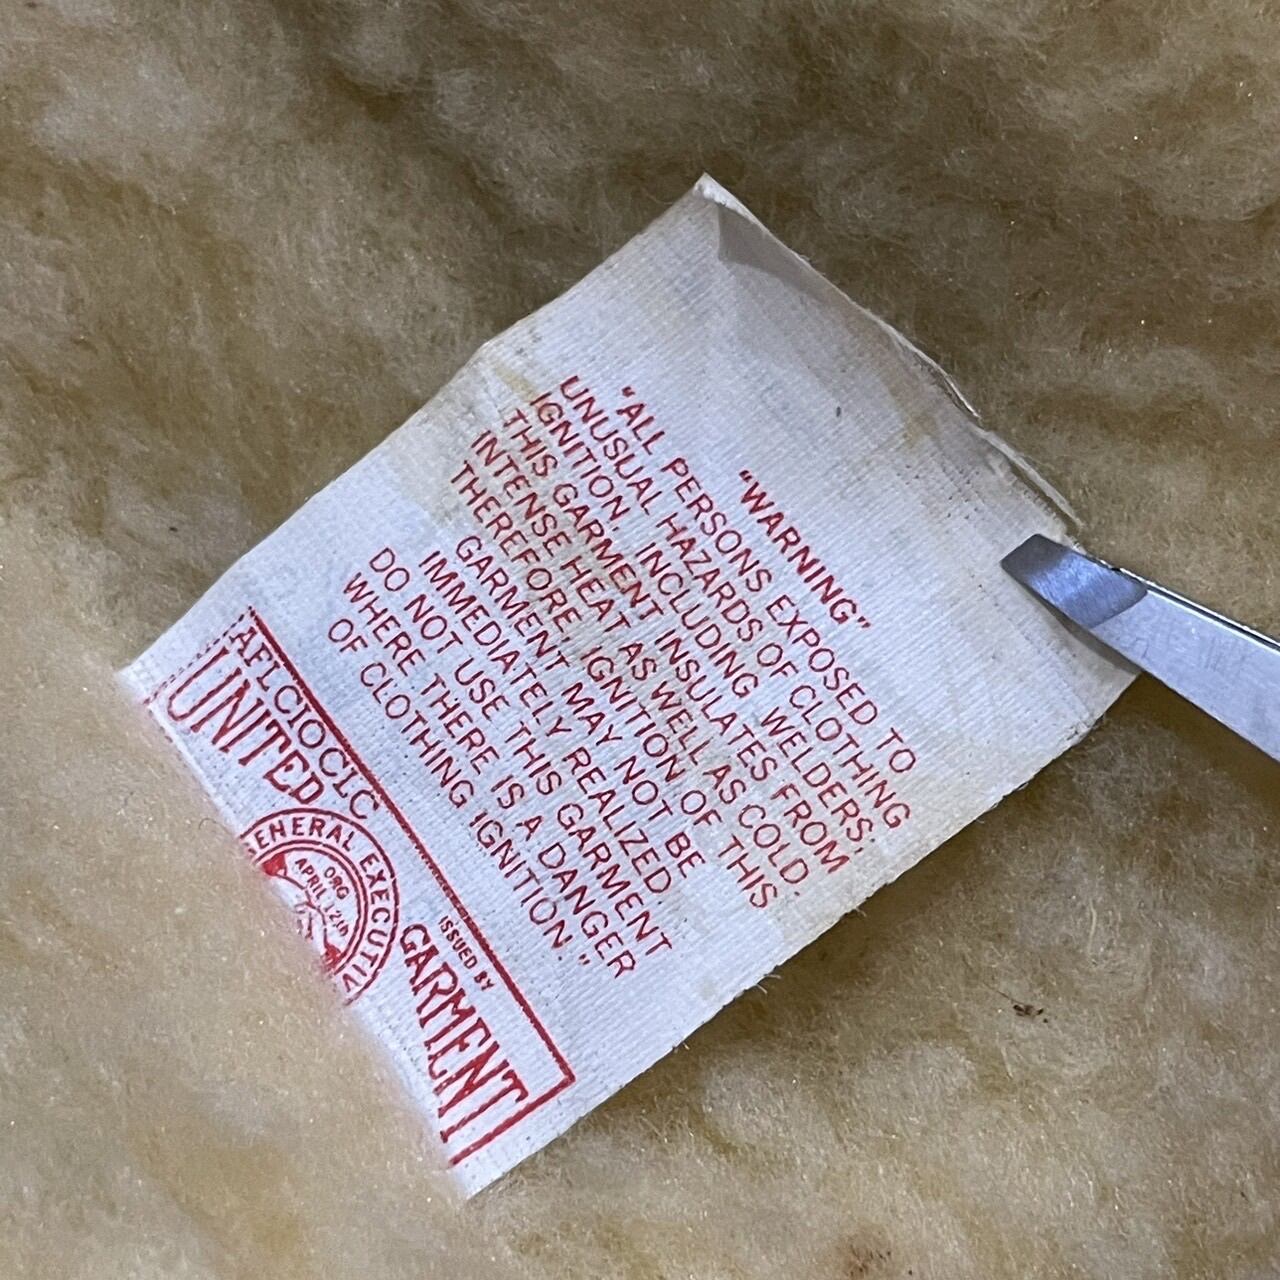 "WARNING"
"ALL PERSONS EXPOSED TO
UNUSUAL HAZARDS OF CLOTHING
IGNITION, INCLUDING WELDERS:
THIS GARMENT INSULATES FROM
INTENSE HEAT AS WELL AS COLD.
THEREFORE, IGNITION OF THIS
GARMENT MAY NOT BE
IMMEDIATELY REALIZED.
DO NOT USE THIS GARMENT
WHERE THERE IS A DANGER
OF CLOTHING IGNITION."
AFLCIOCLC
ISSUED BY
UNITED
GARMENT
GENERAL EXECUTIV
ORG
APRIL 12TH